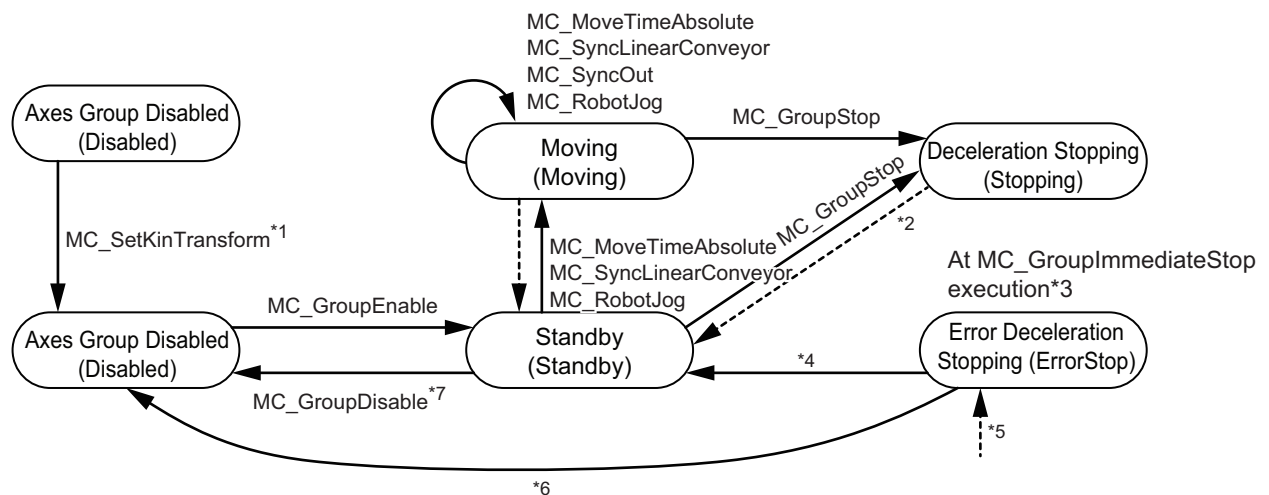 MC_MoveTimeAbsolute
MC_SyncLinearConveyor
MC_SyncOut
MC_RobotJog
Axes Group Disabled
(Disabled)
Moving
(Moving)
MC_GroupStop
Deceleration Stopping
(Stopping)
MC_SetKinTransform*1
MC_MoveTimeAbsolute
MC_SyncLinearConveyor
MC_RobotJog
MC_GroupStop
*2
At MC_GroupImmediateStop
execution*3
MC_GroupEnable
Axes Group Disabled
(Disabled)
Standby
(Standby)
*4
Error Deceleration
Stopping (ErrorStop)
MC_GroupDisable*7
*5
*6